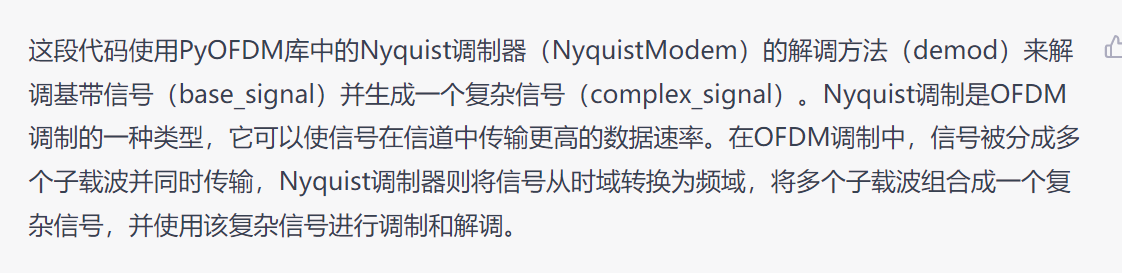 这段代码使用PyOFDM库中的Nyquist调制器（NyquistModem）的解调方法（demod）来解
调基带信号（base_signal）并生成一个复杂信号（complex_signal）。Nyquist调制是OFDM
调制的一种类型，它可以使信号在信道中传输更高的数据速率。在OFDM调制中，信号被分成多
个子载波并同时传输，Nyquist调制器则将信号从时域转换为频域，将多个子载波组合成一个复
杂信号，并使用该复杂信号进行调制和解调。